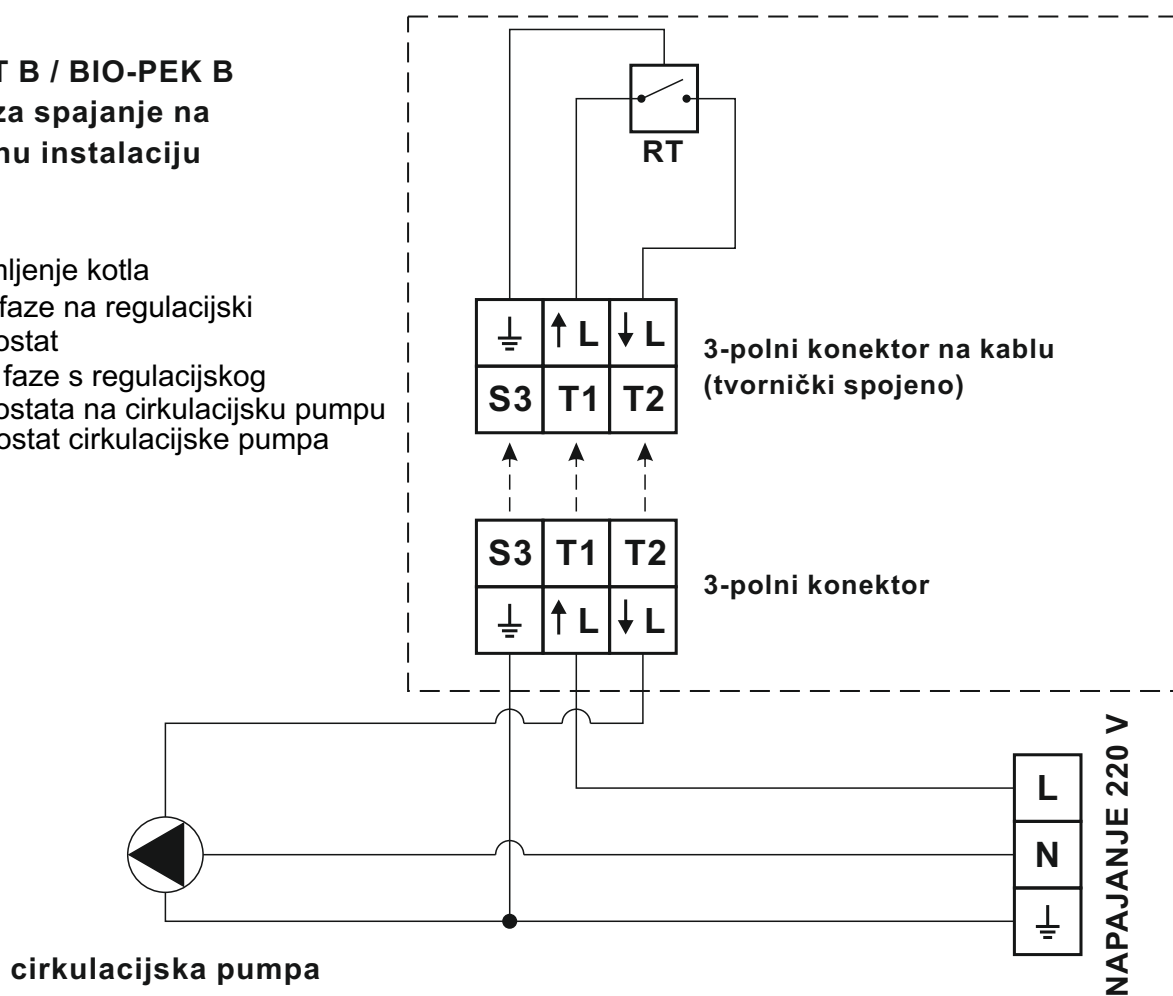 T B / BIO-PEK B
za spajanje na
nu instalaciju
nljenje kotla
faze na regulacijski
ostat
faze s regulacijskog
ostata na cirkulacijsku pumpu
ostat cirkulacijske pumpa
RT
L L
S3 T1 T2
3-polni konektor na kablu
(tvornički spojeno)
S3 T1 T2
L L
3-polni konektor
L
N
NAPAJANJE 220 V
cirkulacijska pumpa